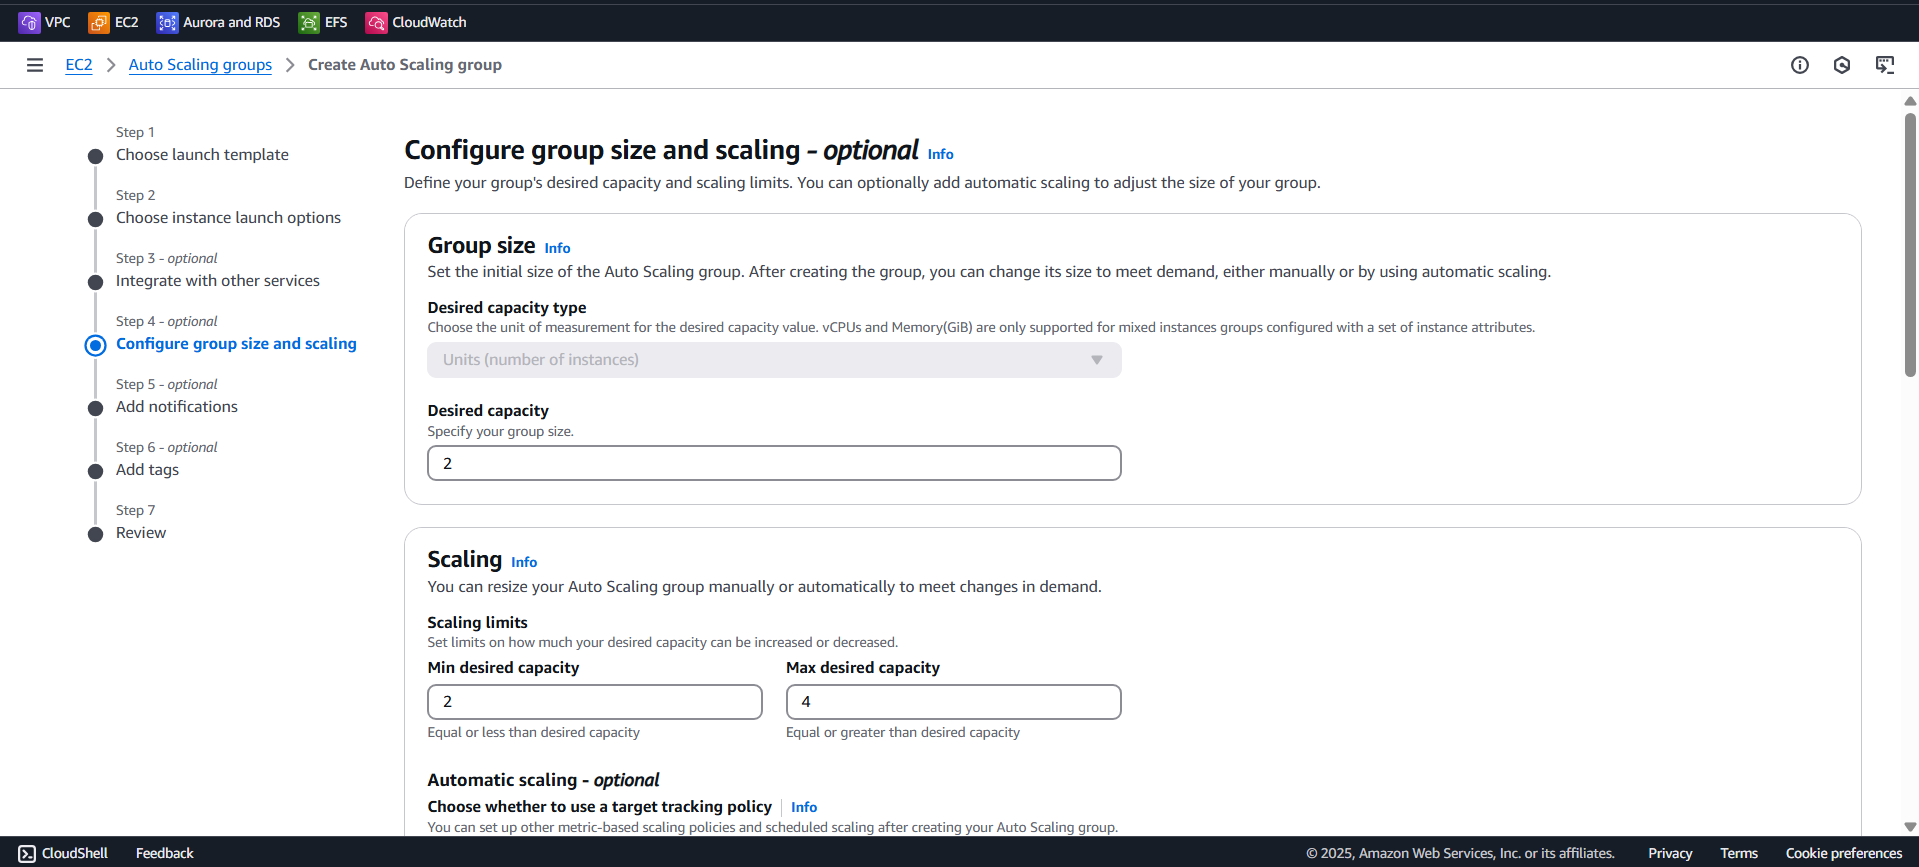 VPC EC2 Aurora and RDS EFS CloudWatch
EC2 Auto Scaling groups Create Auto Scaling group
Step 1
Choose launch template
Step 2
Choose instance launch options
Step 3 - optional
Integrate with other services
Step 4 - optional
Configure group size and scaling
Step 5 - optional
Add notifications
Step 6 - optional
Add tags
Step 7
Review
Configure group size and scaling - optional Info
Define your group's desired capacity and scaling limits. You can optionally add automatic scaling to adjust the size of your group.
Group size Info
Set the initial size of the Auto Scaling group. After creating the group, you can change its size to meet demand, either manually or by using automatic scaling.
Desired capacity type
Choose the unit of measurement for the desired capacity value. vCPUs and Memory(GiB) are only supported for mixed instances groups configured with a set of instance attributes.
Units (number of instances)
Desired capacity
Specify your group size.
2
Scaling Info
You can resize your Auto Scaling group manually or automatically to meet changes in demand.
Scaling limits
Set limits on how much your desired capacity can be increased or decreased.
Min desired capacity Max desired capacity
2 4
Equal or less than desired capacity Equal or greater than desired capacity
Automatic scaling - optional
Choose whether to use a target tracking policy Info
You can set up other metric-based scaling policies and scheduled scaling after creating your Auto Scaling group.
CloudShell Feedback © 2025, Amazon Web Services, Inc. or its affiliates. Privacy Terms Cookie preferences